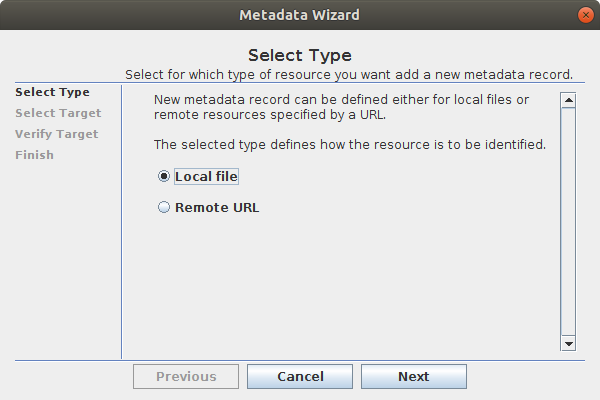 Metadata Wizard
Select Type
Select for which type of resource you want add a new metadata record.
Select Type
Select Target
Verify Target
Finish
New metadata record can be defined either for local files or
remote resources specified by a URL.
The selected type defines how the resource is to be identified.
Local file
Remote URL
Previous
Cancel
Next